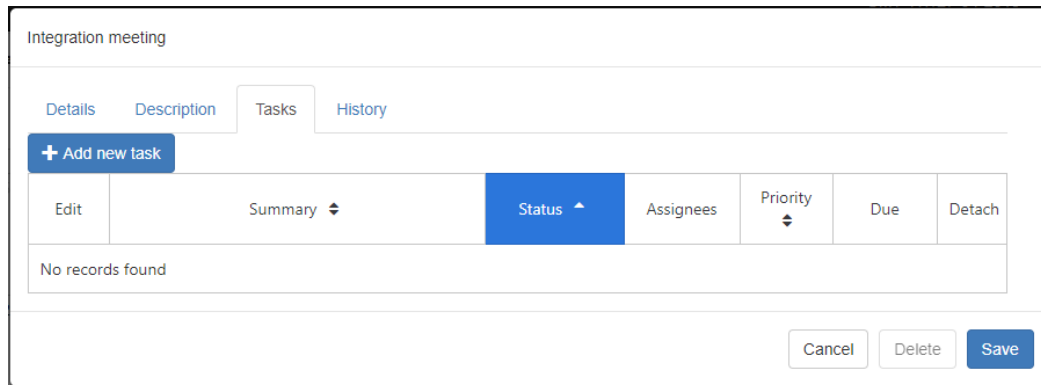 Integration meeting
Details Description Tasks History
Add new task
Edit Summary Status Assignees Priority Due Detach
No records found
Cancel Delete Save